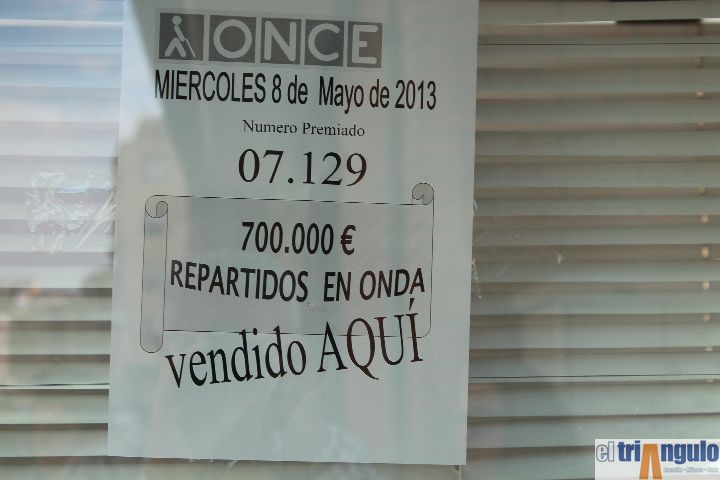 ONCE
MIERCOLES 8 de Mayo de 2013
Numero Premiado
07.129
700.000 €
REPARTIDOS EN ONDA
vendido AQUÍ
el triangulo